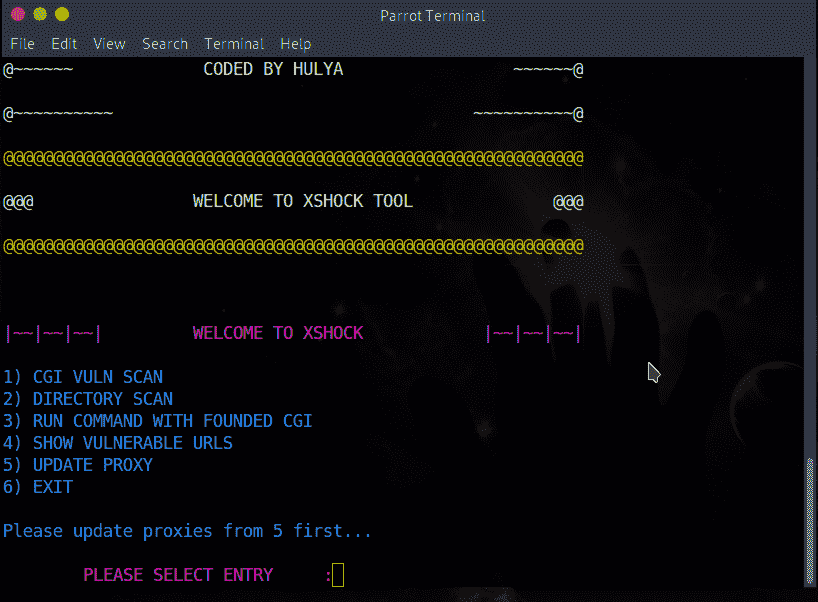 Parrot Terminal
File Edit View Search Terminal Help
@~~~~~~ CODED BY HULYA ~~~~~~@
@~~~~~~~~~~ ~~~~~~~~~~@
@@@@@@@@@@@@@@@@@@@@@@@@@@@@@@@@@@@@@@@@@@@@@@@@@@@@@@@@@@
@@@ WELCOME TO XSHOCK TOOL @@@
@@@@@@@@@@@@@@@@@@@@@@@@@@@@@@@@@@@@@@@@@@@@@@@@@@@@@@@@@@
|~~|~~|~~| WELCOME TO XSHOCK |~~|~~|~~|
1) CGI VULN SCAN
2) DIRECTORY SCAN
3) RUN COMMAND WITH FOUNDED CGI
4) SHOW VULNERABLE URLS
5) UPDATE PROXY
6) EXIT
Please update proxies from 5 first...
PLEASE SELECT ENTRY :